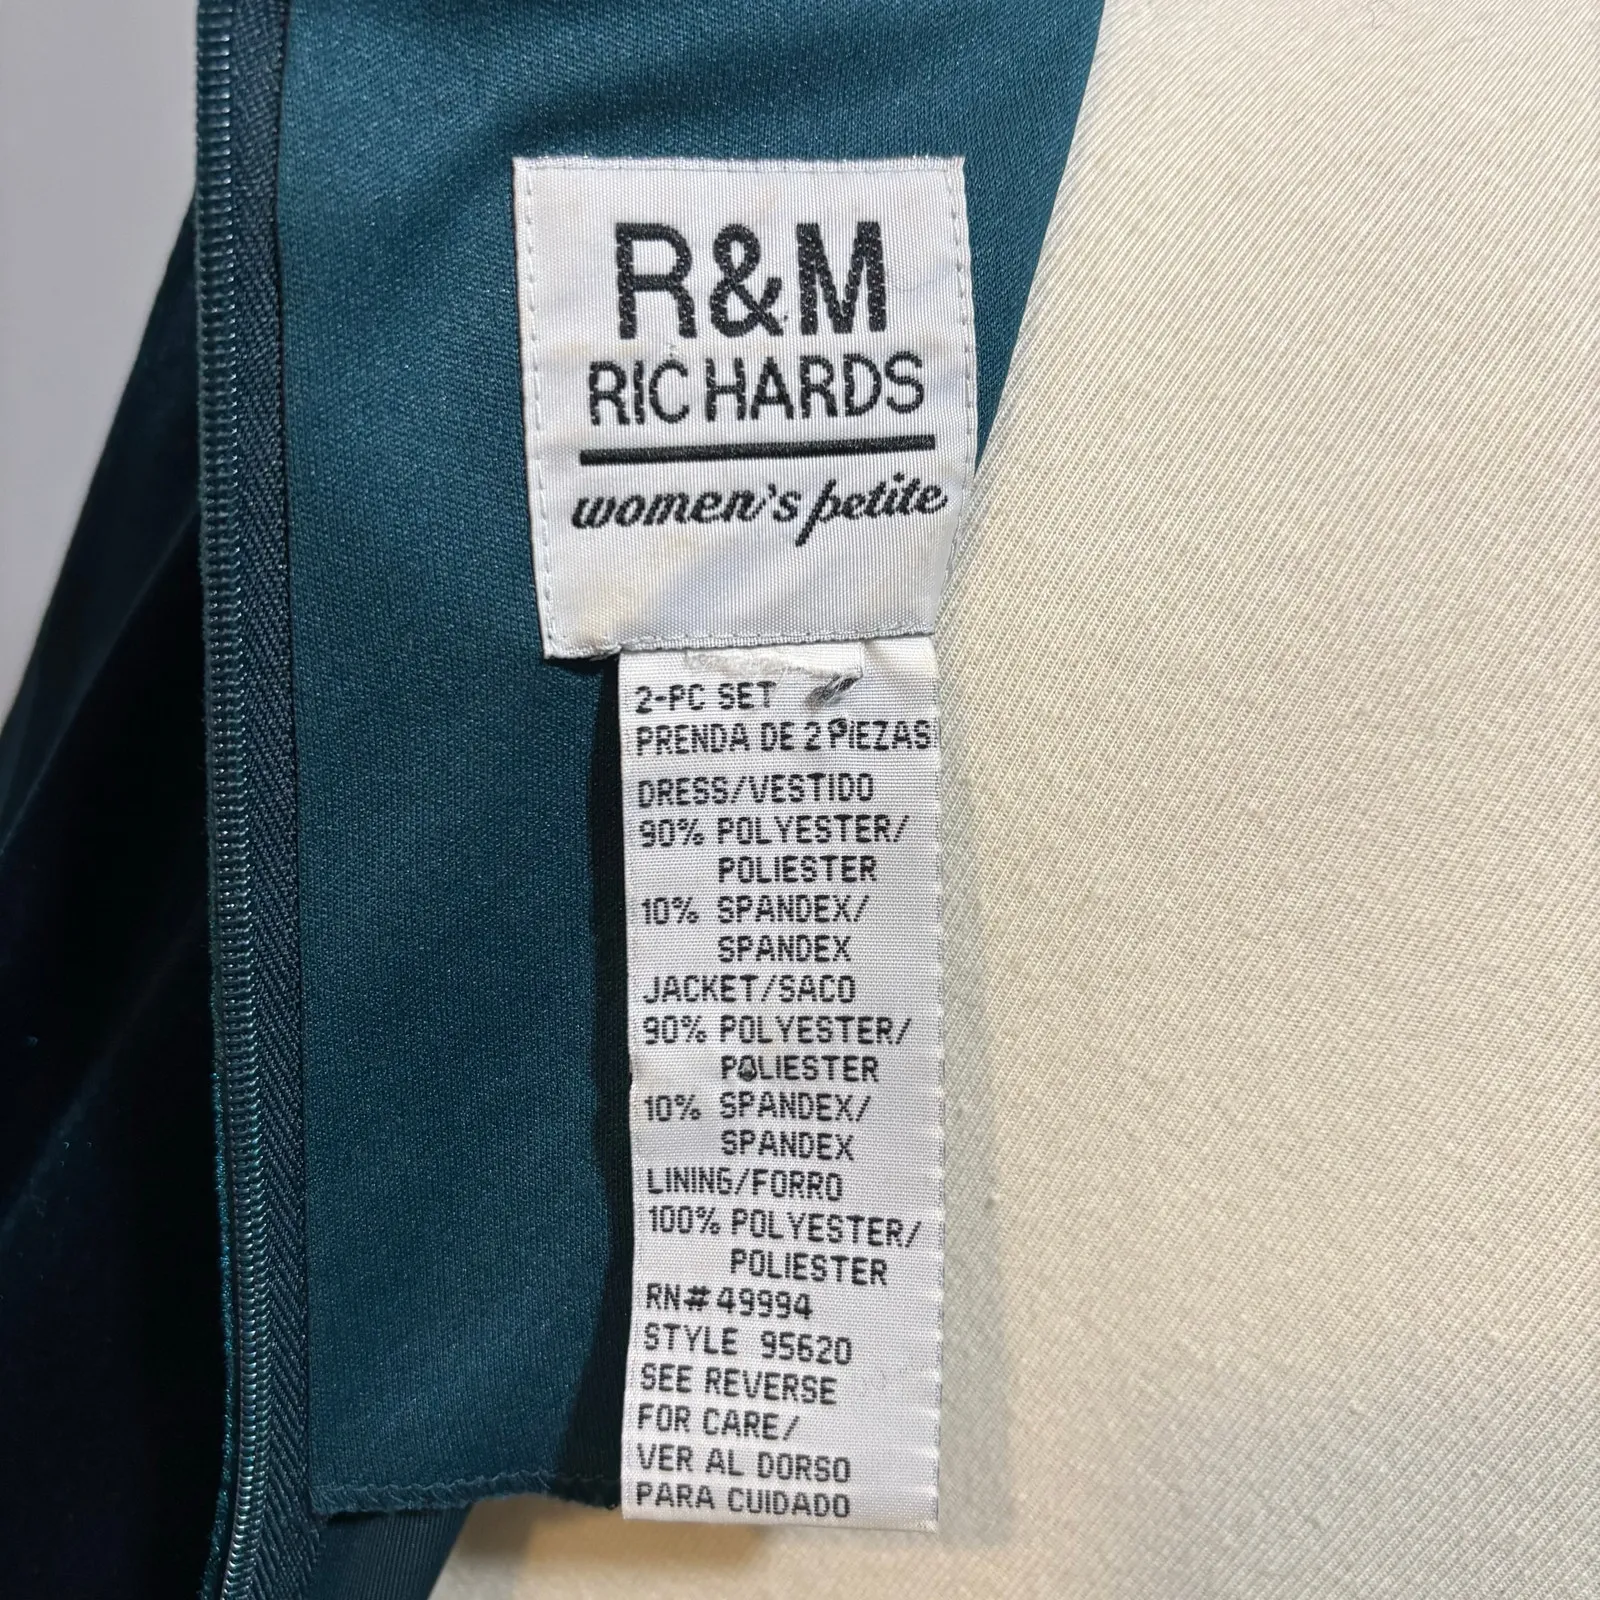 R&M
RICHARDS
women's petite
2-PC SET
PRENDA DE 2 PIEZAS
DRESS/VESTIDO
90% POLYESTER/
POLIESTER
10% SPANDEX/
SPANDEX
JACKET/SACO
90% POLYESTER/
POLIESTER
10% SPANDEX/
SPANDEX
LINING/FORRO
100% POLYESTER/
POLIESTER
RN#49994
STYLE 95620
SEE REVERSE
FOR CARE/
VER AL DORSO
PARA CUIDADO